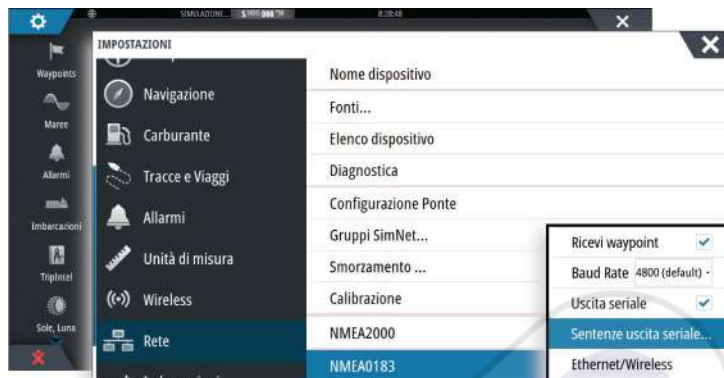 SIMULAZIONE...
8:28:48
IMPOSTAZIONI
Waypoints
Maree
Allarmi
Imbarcazioni
TripIntel
Sole, Luna
Navigazione
Carburante
Tracce e Viaggi
Allarmi
Unità di misura
Wireless
Rete
Nome dispositivo
Fonti...
Elenco dispositivo
Diagnostica
Configurazione Ponte
Gruppi SimNet...
Smorzamento ...
Calibrazione
NMEA2000
NMEA0183
Ricevi waypoint
Baud Rate 4800 (default)
Uscita seriale
Sentenze uscita seriale...
Ethernet/Wireless